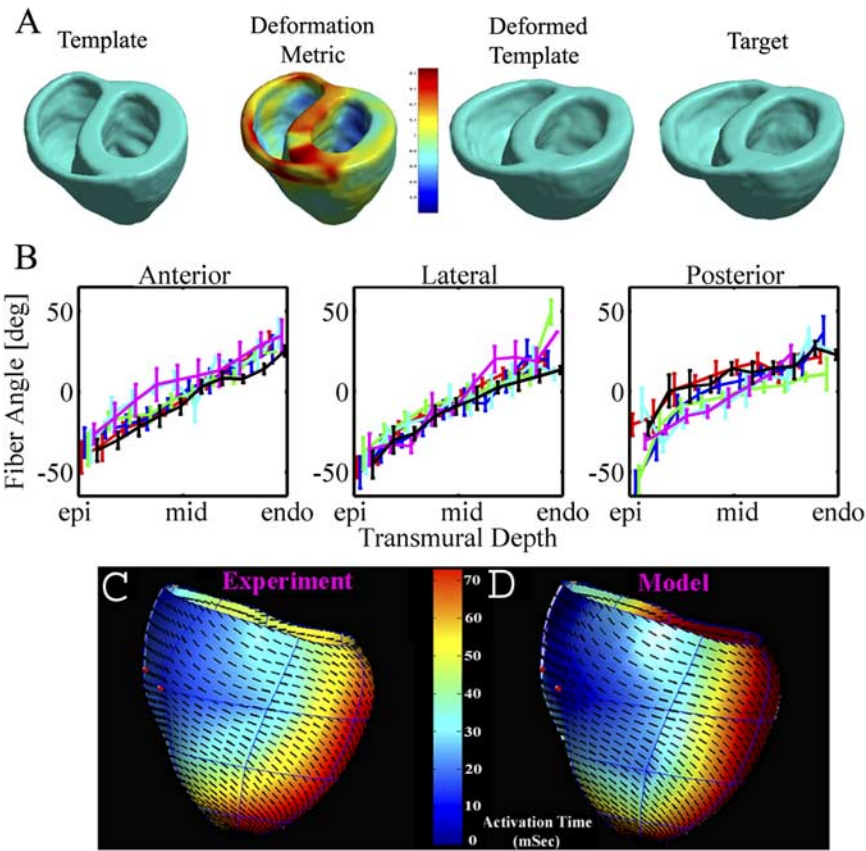 A
Template
Deformation
Metric
Deformed
Template
Target
B
Anterior
Lateral
Posterior
Fiber Angle [deg]
50
0
-50
50
0
-50
50
0
-50
epi
mid
endo
epi
mid
endo
epi
mid
endo
Transmural Depth
C
Experiment
D
Model
70
60
50
40
30
20
10
0
Activation Time
(mSec)